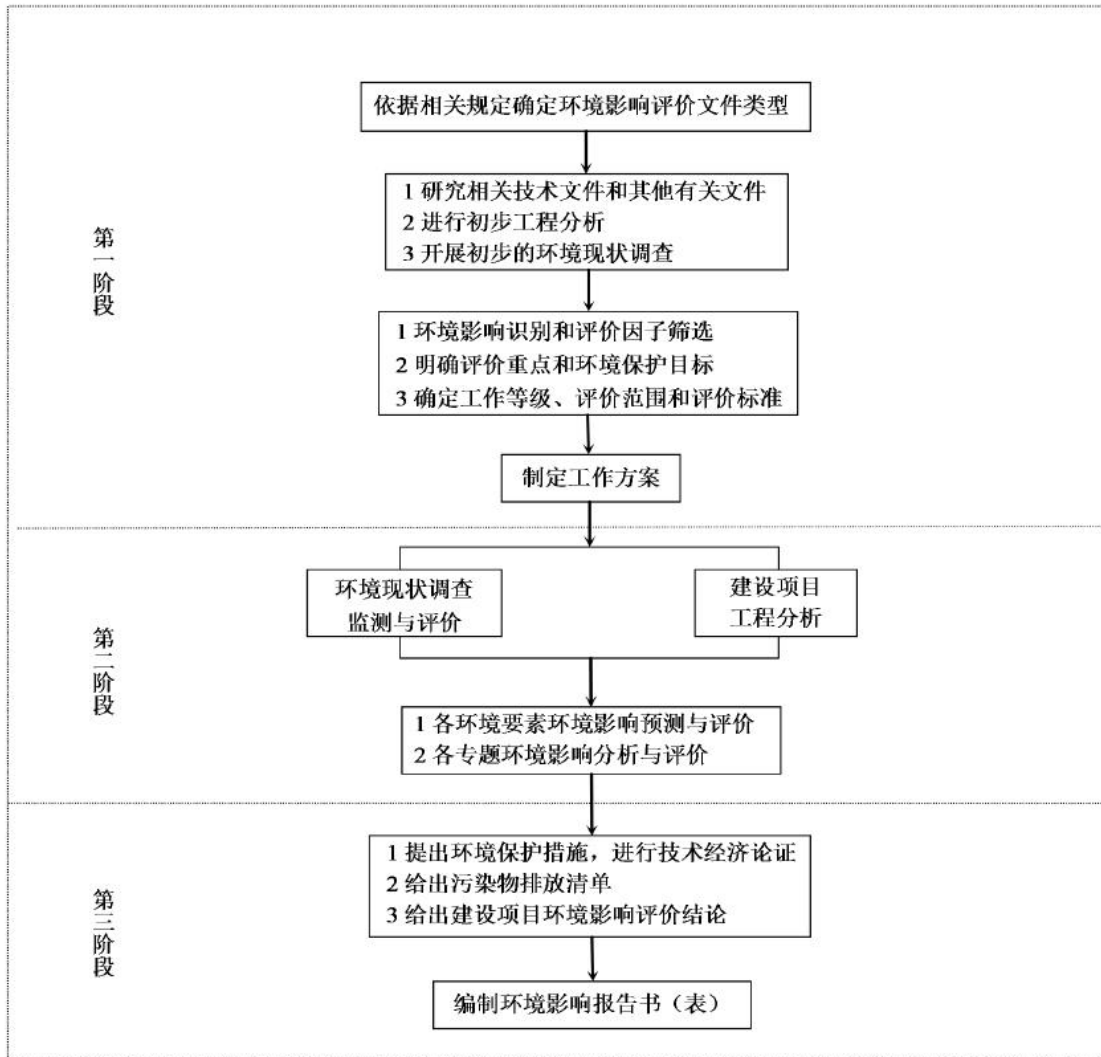 依据相关规定确定环境影响评价文件类型
1 研究相关技术文件和其他有关文件
2 进行初步工程分析
3 开展初步的环境现状调查
第一阶段
1 环境影响识别和评价因子筛选
2 明确评价重点和环境保护目标
3 确定工作等级、评价范围和评价标准
制定工作方案
环境现状调查
监测与评价
建设项目
工程分析
第二阶段
1 各环境要素环境影响预测与评价
2 各专题环境影响分析与评价
1 提出环境保护措施，进行技术经济论证
2 给出污染物排放清单
3 给出建设项目环境影响评价结论
第三阶段
编制环境影响报告书（表）